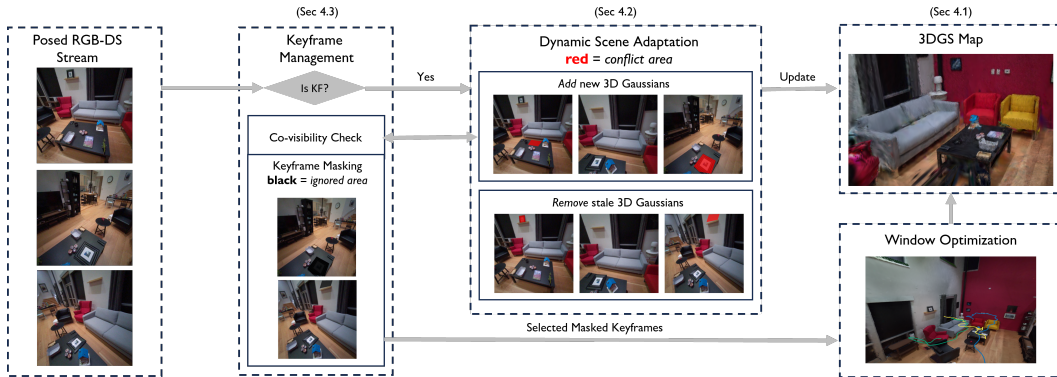 (Sec 4.3)
(Sec 4.2)
(Sec 4.1)
Posed RGB-DS
Stream
Keyframe
Management
Is KF?
Yes
Co-visibility Check
Keyframe Masking
black = ignored area
Dynamic Scene Adaptation
red = conflict area
Add new 3D Gaussians
Remove stale 3D Gaussians
Update
3DGS Map
Window Optimization
Selected Masked Keyframes